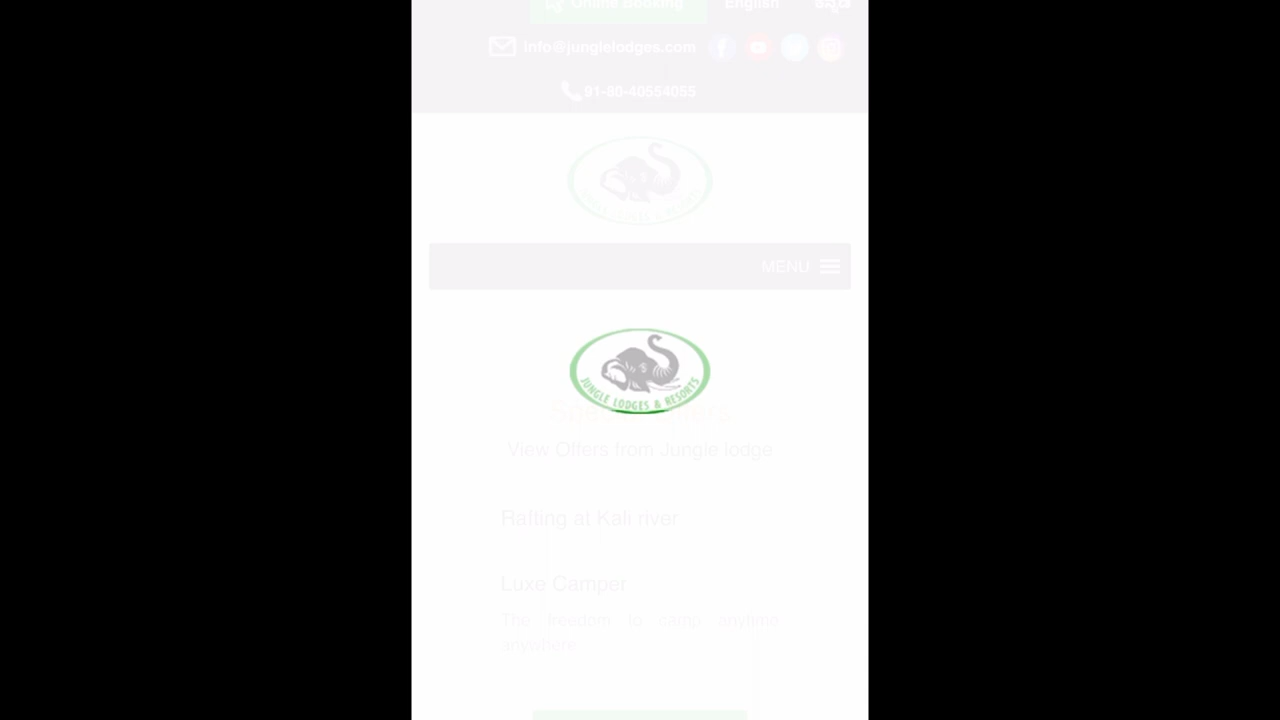 Online Booking
English
info@junglelodges.com
91-80-40554055
MENU
JUNGLE LODGES & RESORTS
View Offers from Jungle lodge
Rafting at Kali river
Luxe Camper
The freedom to camp anytime
anywhere